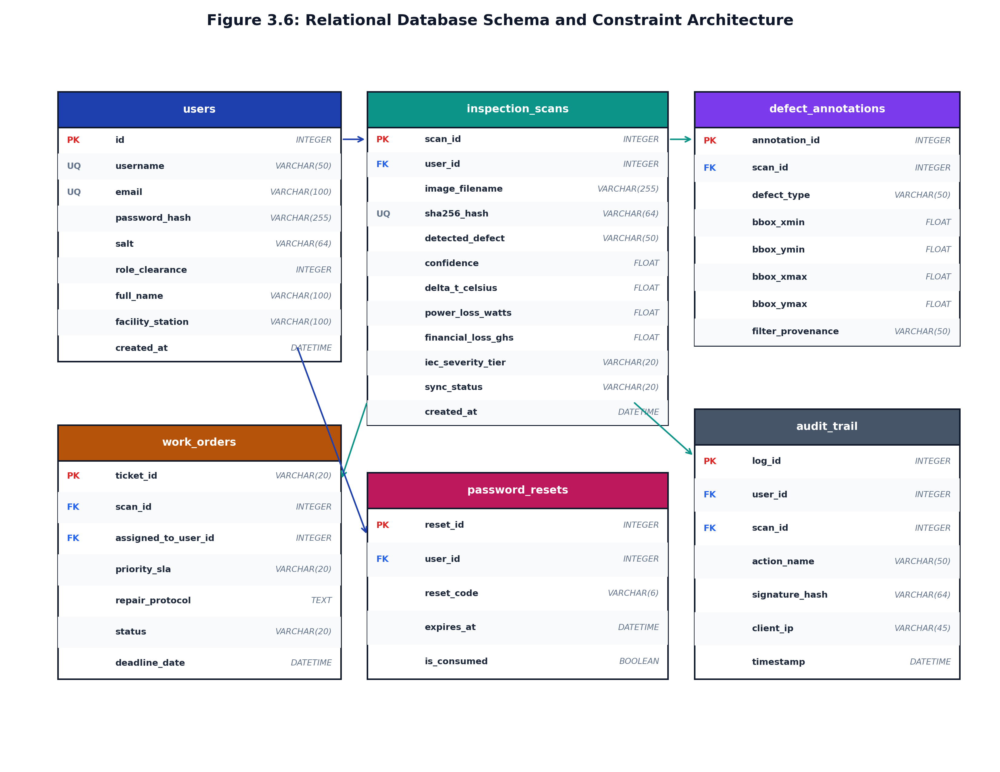 Figure 3.6: Relational Database Schema and Constraint Architecture
users
PK id INTEGER
UQ username VARCHAR(50)
UQ email VARCHAR(100)
password_hash VARCHAR(255)
salt VARCHAR(64)
role_clearance INTEGER
full_name VARCHAR(100)
facility_station VARCHAR(100)
created_at DATETIME
inspection_scans
PK scan_id INTEGER
FK user_id INTEGER
image_filename VARCHAR(255)
UQ sha256_hash VARCHAR(64)
detected_defect VARCHAR(50)
confidence FLOAT
delta_t_celsius FLOAT
power_loss_watts FLOAT
financial_loss_ghs FLOAT
iec_severity_tier VARCHAR(20)
sync_status VARCHAR(20)
created_at DATETIME
defect_annotations
PK annotation_id INTEGER
FK scan_id INTEGER
defect_type VARCHAR(50)
bbox_xmin FLOAT
bbox_ymin FLOAT
bbox_xmax FLOAT
bbox_ymax FLOAT
filter_provenance VARCHAR(50)
work_orders
PK ticket_id VARCHAR(20)
FK scan_id INTEGER
FK assigned_to_user_id INTEGER
priority_sla VARCHAR(20)
repair_protocol TEXT
status VARCHAR(20)
deadline_date DATETIME
password_resets
PK reset_id INTEGER
FK user_id INTEGER
reset_code VARCHAR(6)
expires_at DATETIME
is_consumed BOOLEAN
audit_trail
PK log_id INTEGER
FK user_id INTEGER
FK scan_id INTEGER
action_name VARCHAR(50)
signature_hash VARCHAR(64)
client_ip VARCHAR(45)
timestamp DATETIME